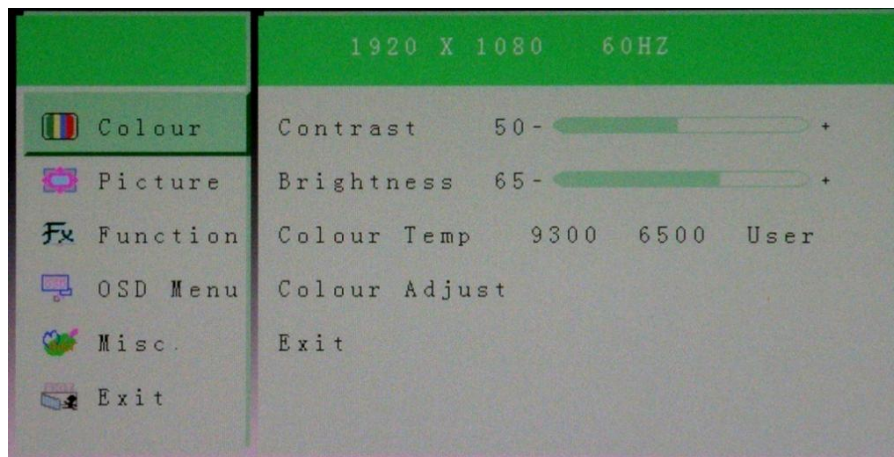 1920 X 1080 60HZ
Colour
Picture
Function
OSD Menu
Misc.
Exit
Contrast 50- +
Brightness 65- +
Colour Temp 9300 6500 User
Colour Adjust
Exit